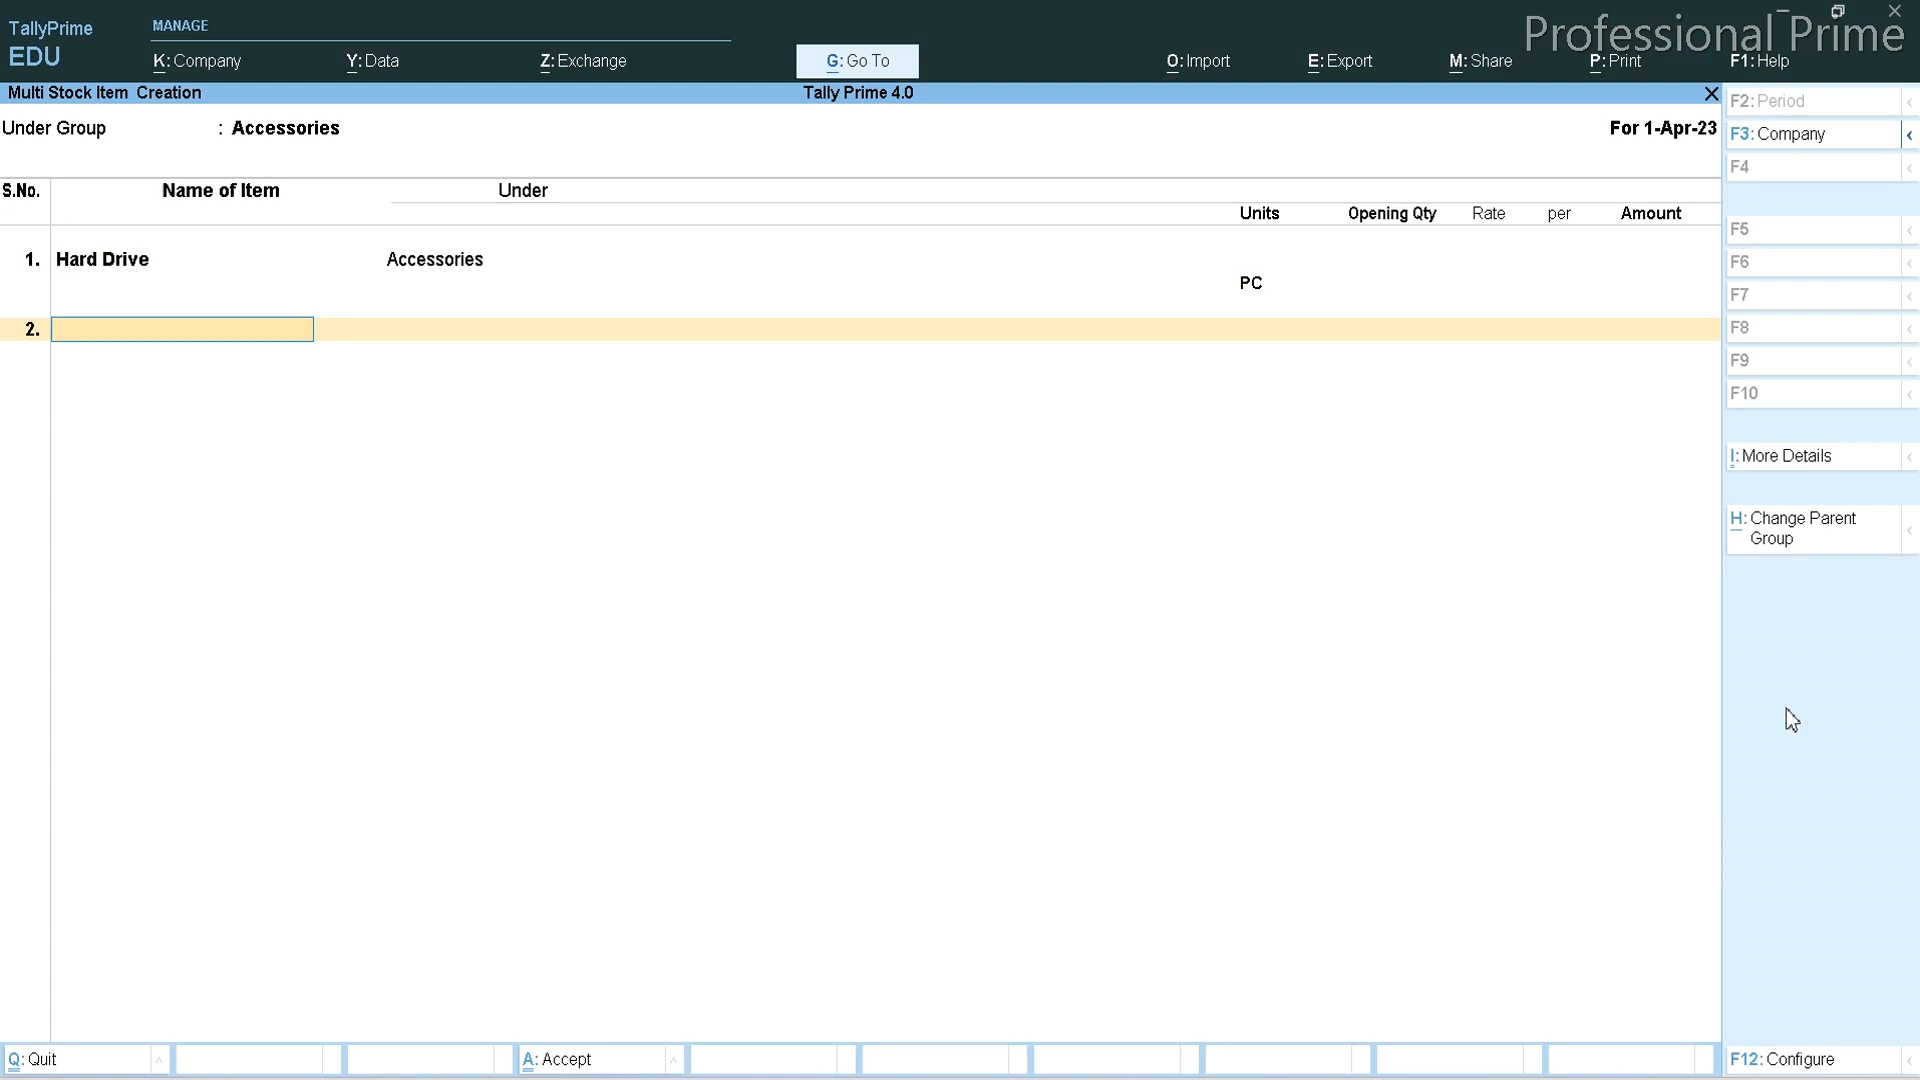 TallyPrime
EDU
MANAGE
K: Company
Y: Data
Z: Exchange
G: Go To
O: Import
E: Export
M: Share
P: Print
F1: Help
Professional Prime
Multi Stock Item Creation
Tally Prime 4.0
Under Group : Accessories
For 1-Apr-23
S.No. Name of Item Under
Units Opening Qty Rate per Amount
1. Hard Drive Accessories
PC
2.
F2: Period
F3: Company
F4
F5
F6
F7
F8
F9
F10
I: More Details
H: Change Parent
Group
Q: Quit
A: Accept
F12: Configure